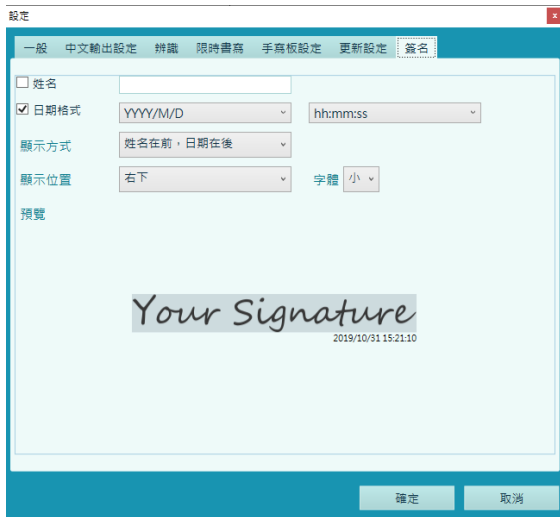 設定
一般 中文輸出設定 辨識 限時書寫 手寫板設定 更新設定 簽名
姓名
日期格式 YYYY/M/D hh:mm:ss
顯示方式 姓名在前，日期在後
顯示位置 右下 字體 小
預覽
Your Signature
2019/10/31 15:21:10
確定 取消